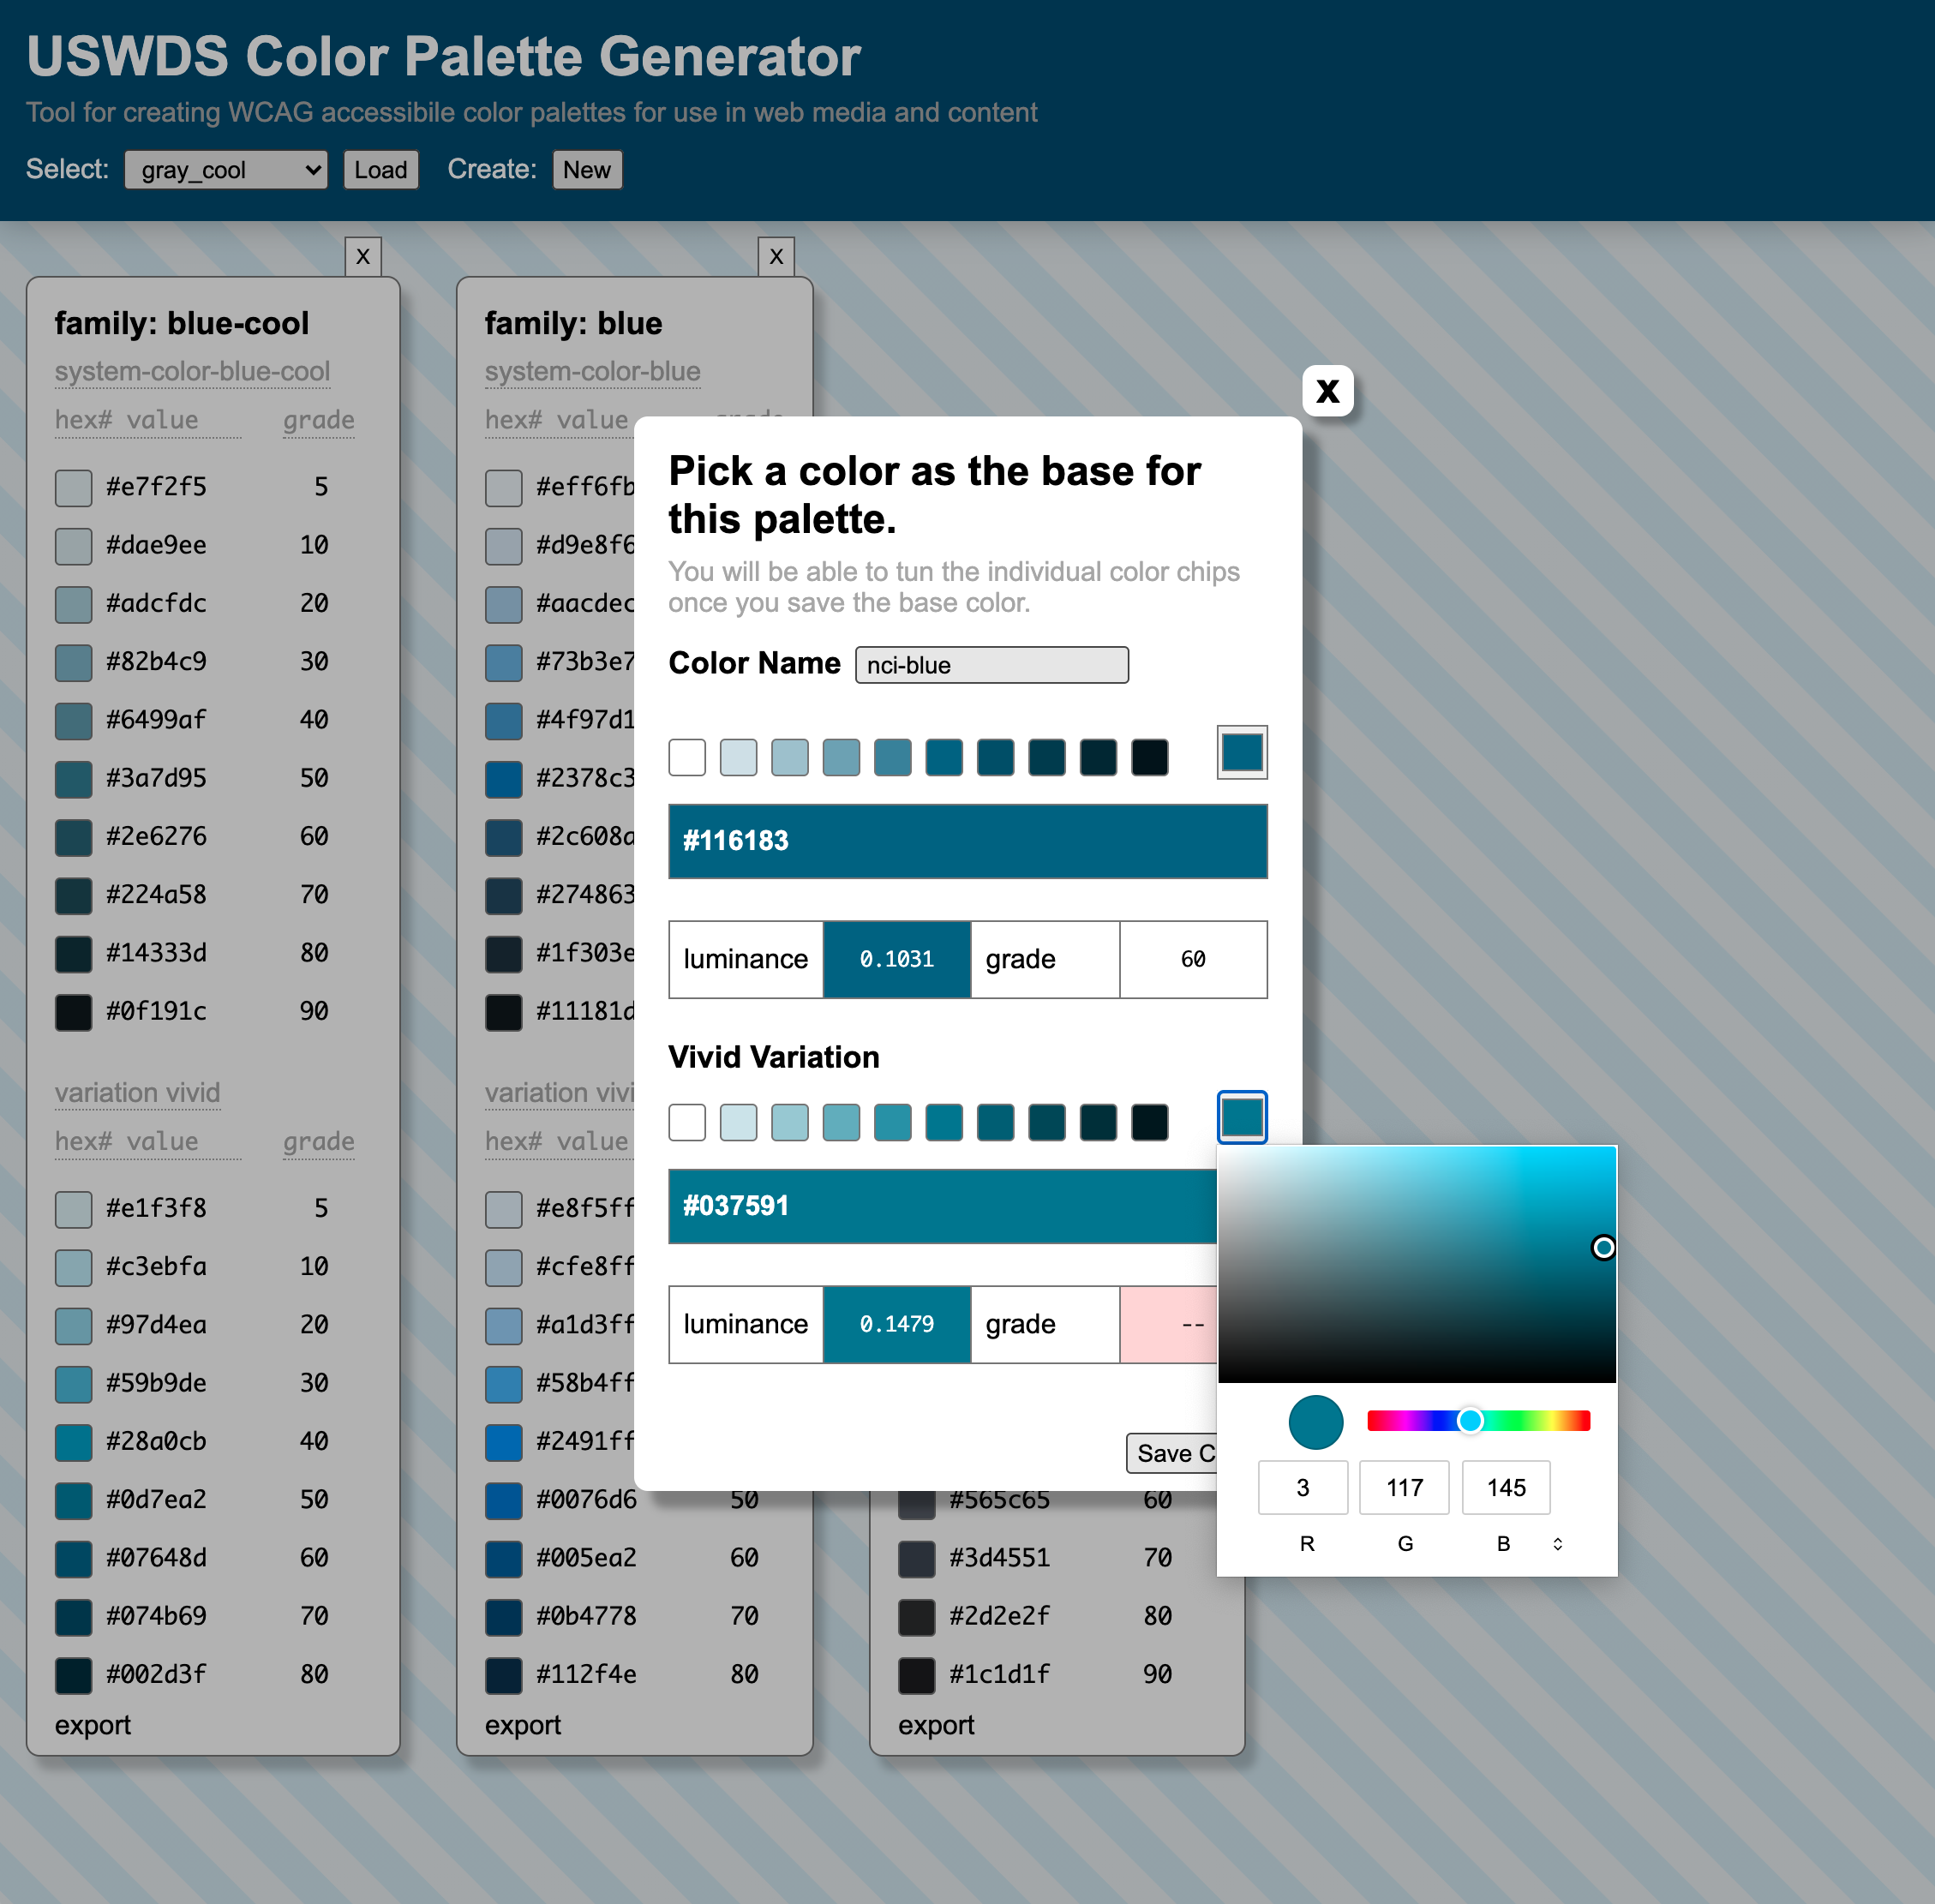 USWDS Color Palette Generator
Tool for creating WCAG accessibile color palettes for use in web media and content
Select: gray_cool Load Create: New
X
family: blue-cool
system-color-blue-cool
hex# value grade
#e7f2f5 5
#dae9ee 10
#adcfdc 20
#82b4c9 30
#6499af 40
#3a7d95 50
#2e6276 60
#224a58 70
#14333d 80
#0f191c 90
variation vivid
hex# value grade
#e1f3f8 5
#c3ebfa 10
#97d4ea 20
#59b9de 30
#28a0cb 40
#0d7ea2 50
#07648d 60
#074b69 70
#002d3f 80
export
X
family: blue
system-color-blue
hex# value grade
#eff6fb
#d9e8f6
#aacdec
#73b3e7
#4f97d1
#2378c3
#2c608a
#274863
#1f303e
#11181d
variation vivi
hex# value
#e8f5ff
#cfe8ff
#a1d3ff
#58b4ff
#2491ff
#0076d6 50
#005ea2 60
#0b4778 70
#112f4e 80
export
#565c65 60
#3d4551 70
#2d2e2f 80
#1c1d1f 90
export
X
Pick a color as the base for
this palette.
You will be able to tun the individual color chips
once you save the base color.
Color Name nci-blue
#116183
luminance 0.1031 grade 60
Vivid Variation
#037591
luminance 0.1479 grade --
Save C
3 117 145
R G B